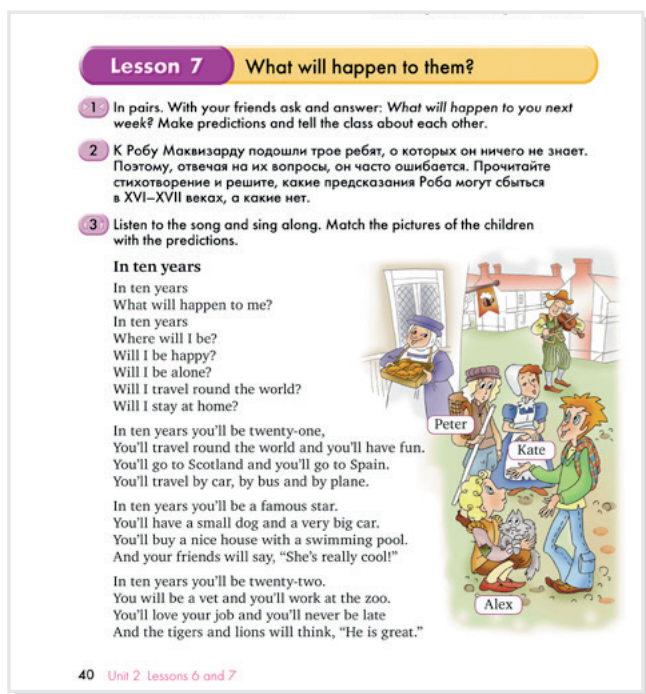 Lesson 7
What will happen to them?
1 In pairs. With your friends ask and answer: What will happen to you next
week? Make predictions and tell the class about each other.
2 К Робу Маквизарду подошли трое ребят, о которых он ничего не знает.
Поэтому, отвечая на их вопросы, он часто ошибается. Прочитайте
стихотворение и решите, какие предсказания Роба могут сбыться
в XVI–XVII веках, а какие нет.
3 Listen to the song and sing along. Match the pictures of the children
with the predictions.
In ten years
In ten years
What will happen to me?
In ten years
Where will I be?
Will I be happy?
Will I be alone?
Will I travel round the world?
Will I stay at home?
In ten years you'll be twenty-one,
You'll travel round the world and you'll have fun.
You'll go to Scotland and you'll go to Spain.
You'll travel by car, by bus and by plane.
In ten years you'll be a famous star.
You'll have a small dog and a very big car.
You'll buy a nice house with a swimming pool.
And your friends will say, “She's really cool!”
In ten years you'll be twenty-two.
You will be a vet and you'll work at the zoo.
You'll love your job and you'll never be late
And the tigers and lions will think, “He is great.”
Peter
Kate
Alex
40 Unit 2 Lessons 6 and 7